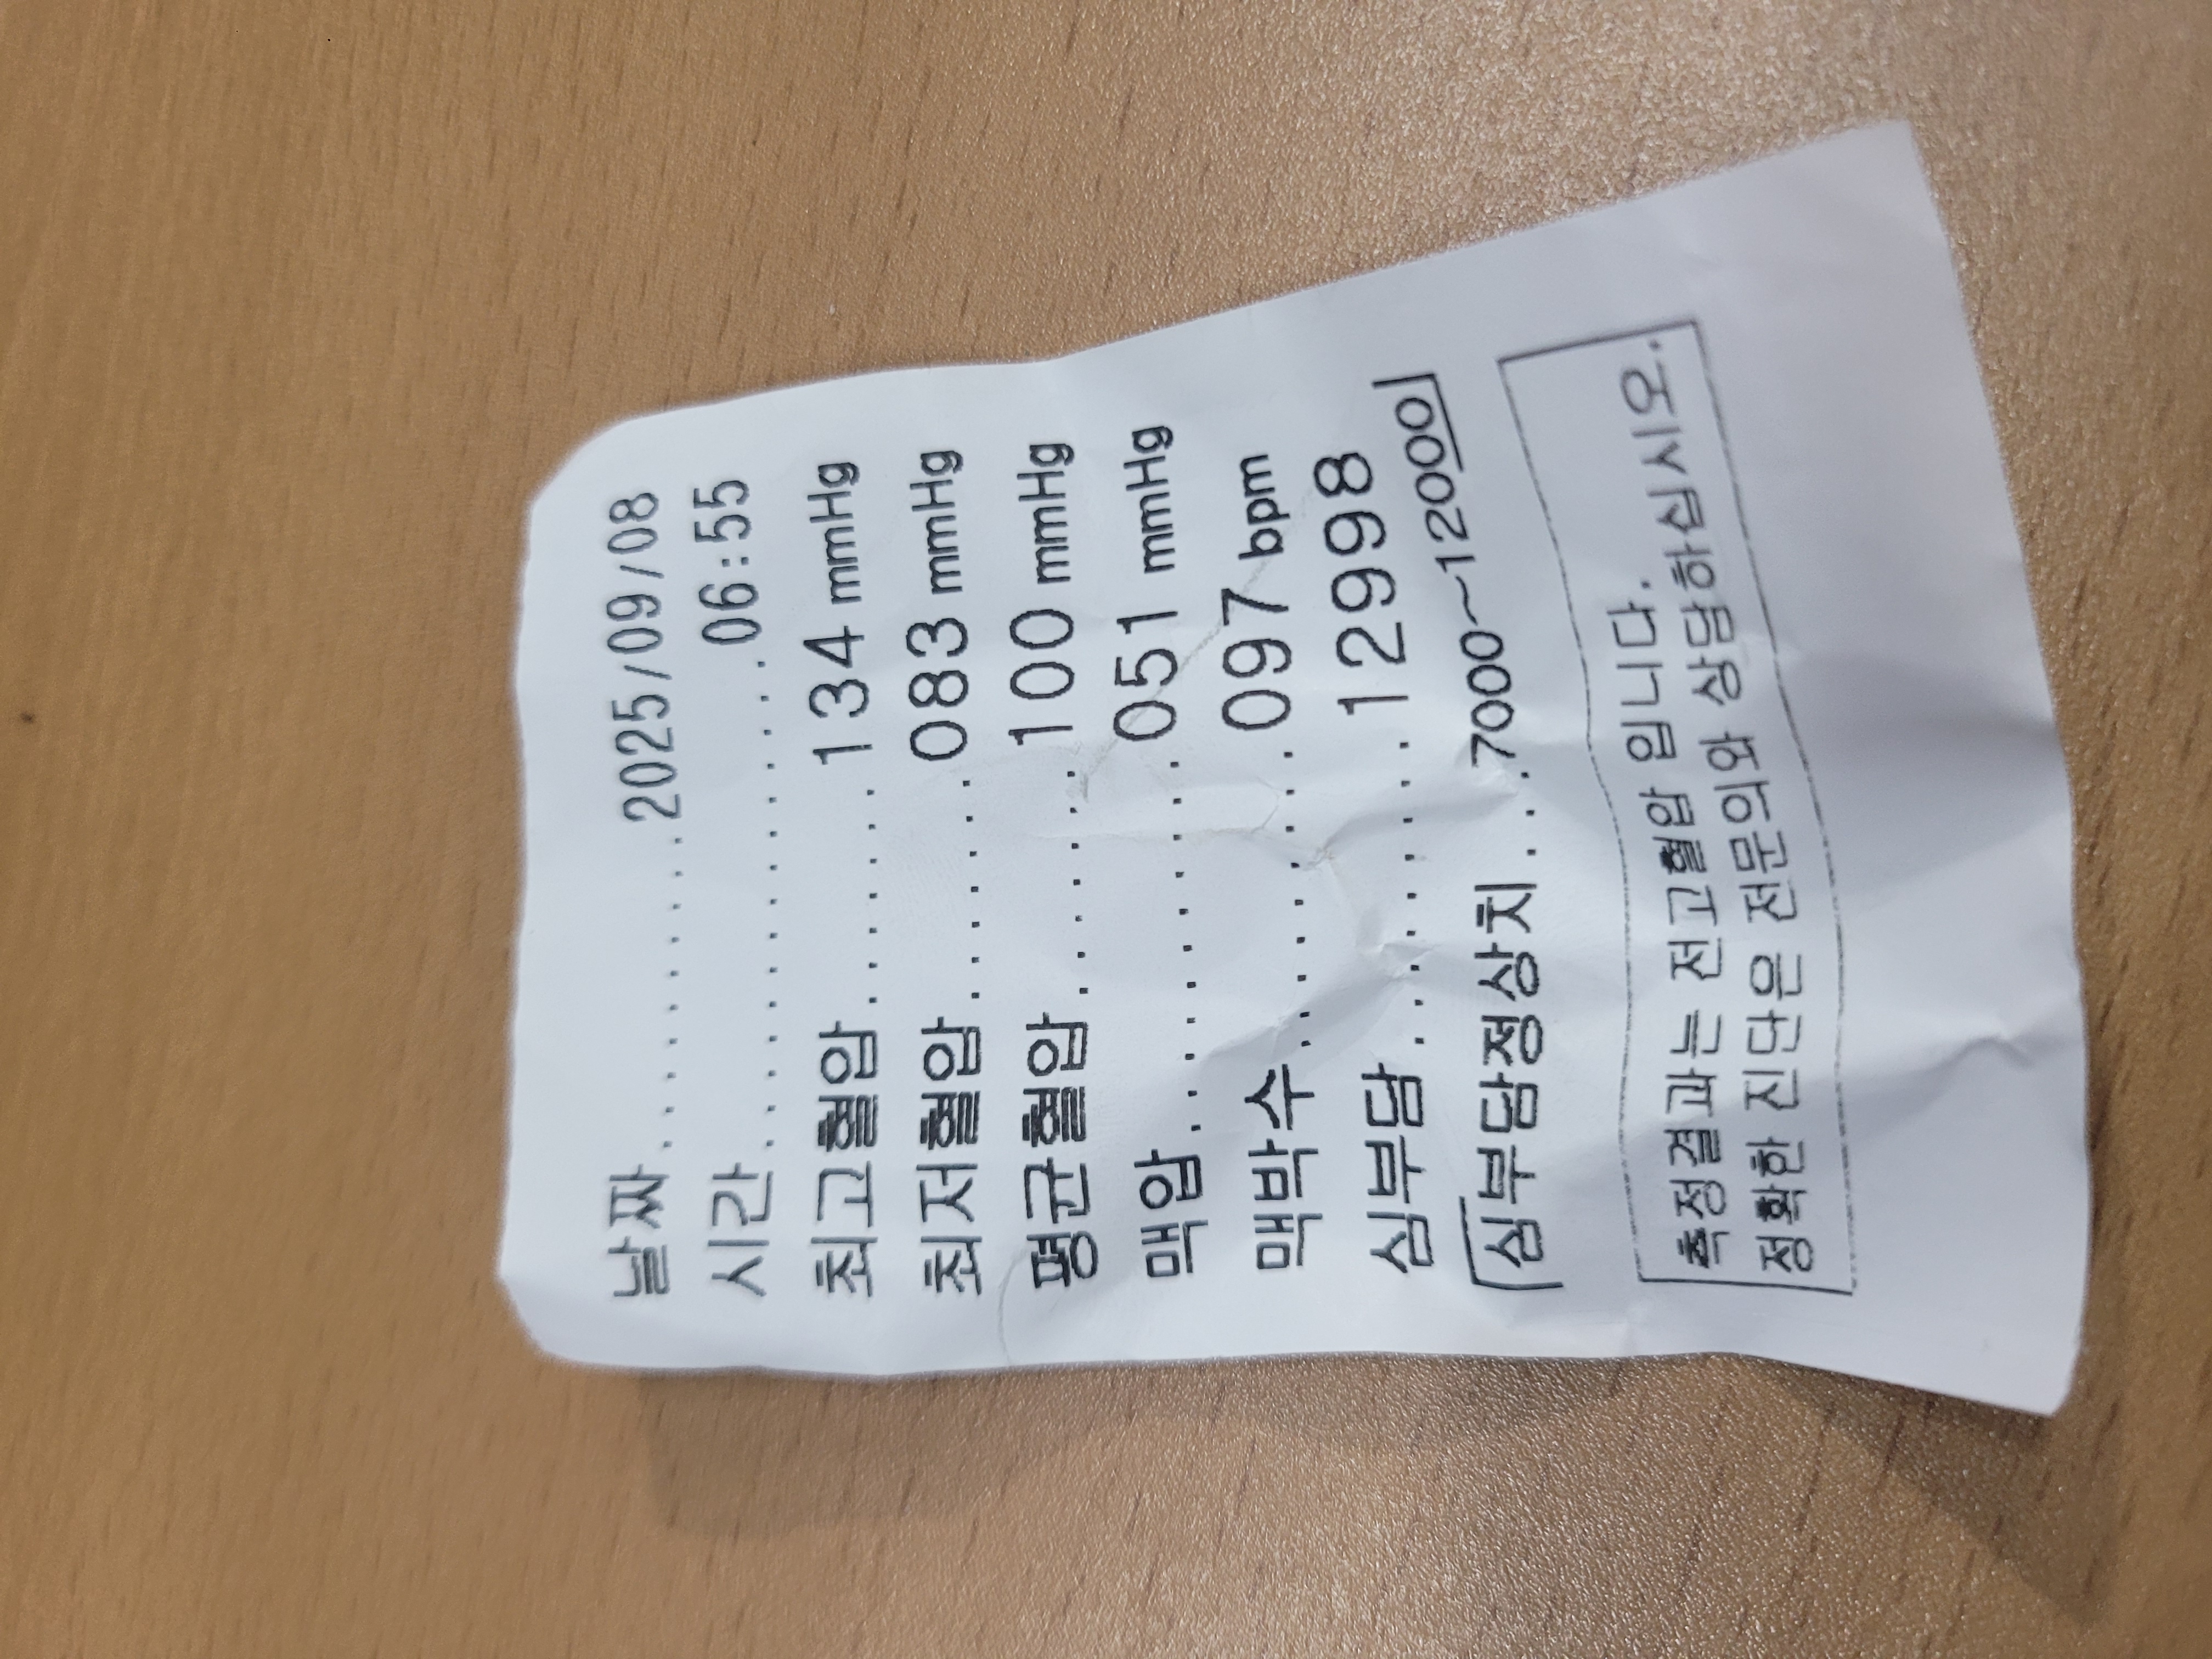 날짜............2025/09/08
시간.................06:55
최고혈압........134 mmHg
최저혈압........083 mmHg
평균혈압........100 mmHg
맥압.............051 mmHg
맥박수..........097 bpm
심부담..........12998
[심부담정상치...7000~12000]
측정결과는 전고혈압 입니다.
정확한 진단은 전문의와 상담하십시오.